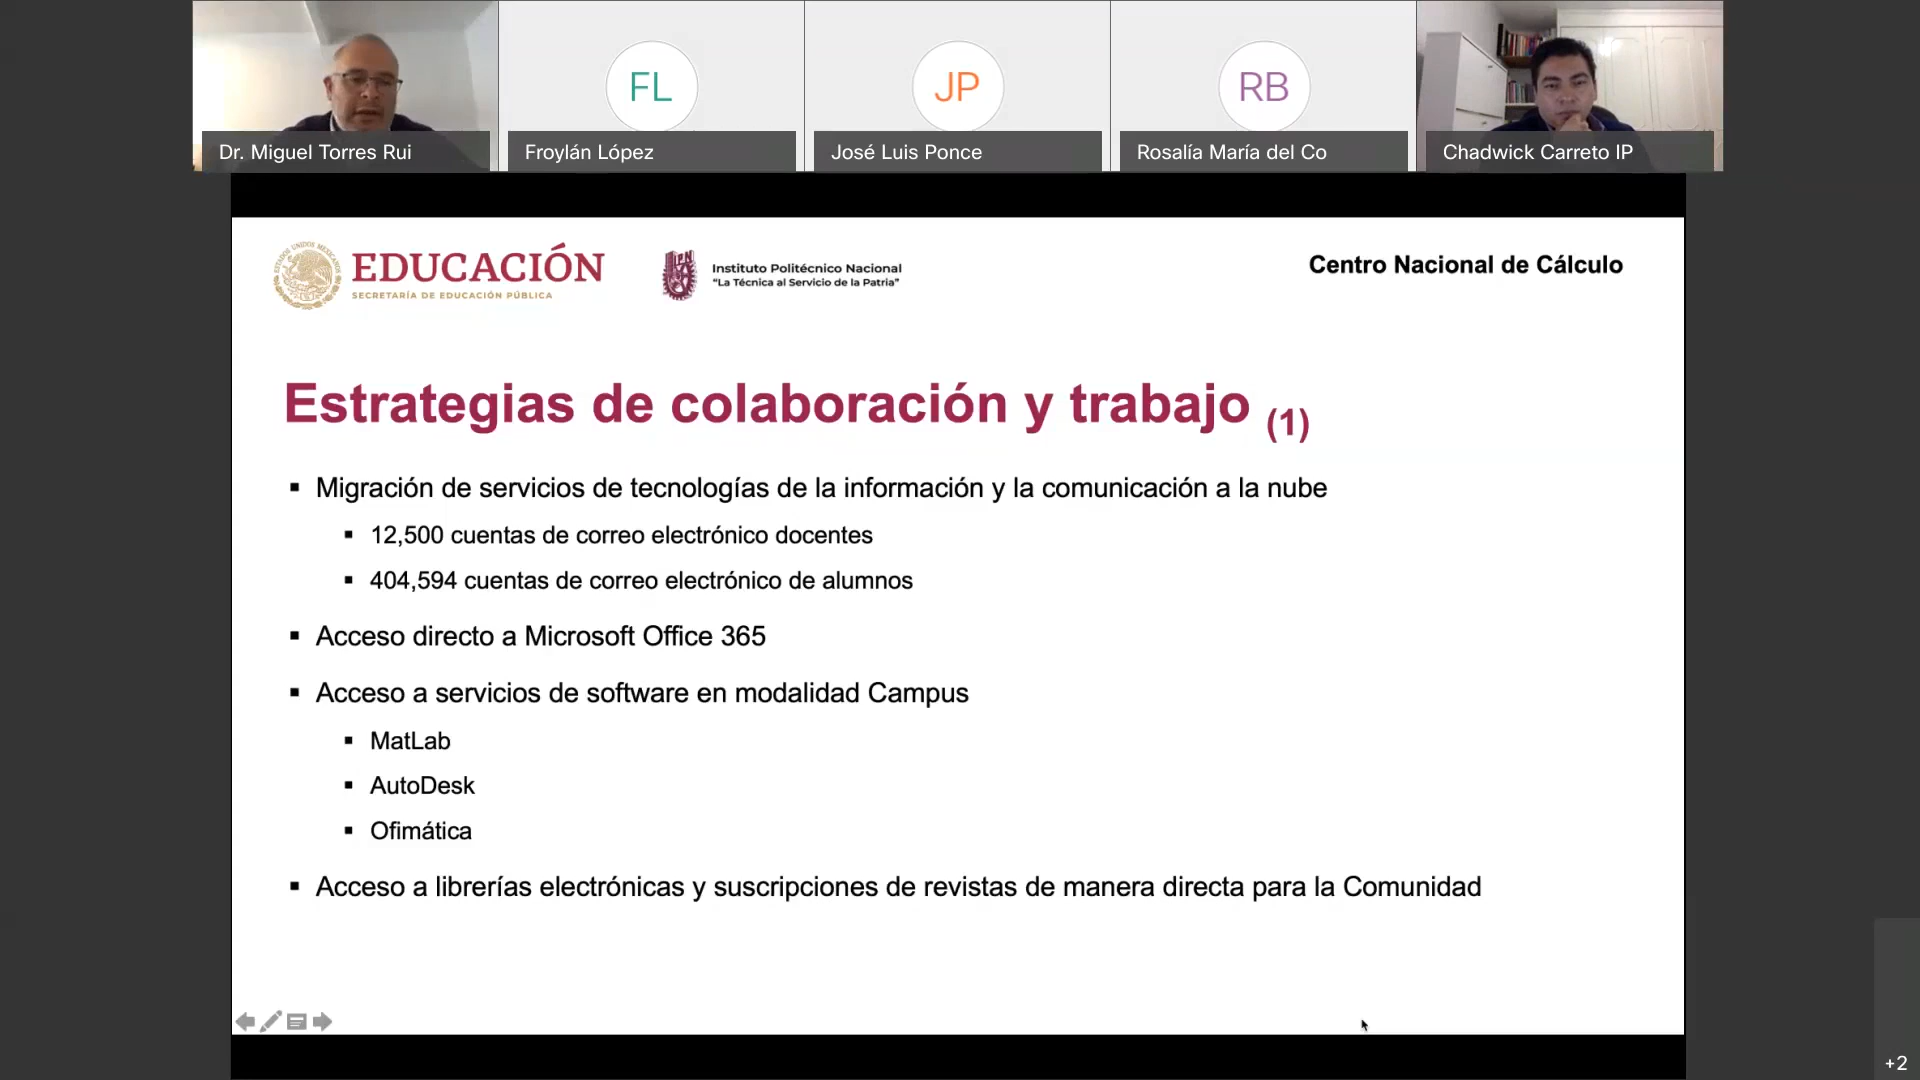 FL
JP
RB
Dr. Miguel Torres Rui
Froylán López
José Luis Ponce
Rosalía María del Co
Chadwick Carreto IP
ESTADOS UNIDOS MEXICANOS
EDUCACIÓN
SECRETARÍA DE EDUCACIÓN PÚBLICA
IPN
Instituto Politécnico Nacional
"La Técnica al Servicio de la Patria"
Centro Nacional de Cálculo
Estrategias de colaboración y trabajo (1)
▪ Migración de servicios de tecnologías de la información y la comunicación a la nube
▪ 12,500 cuentas de correo electrónico docentes
▪ 404,594 cuentas de correo electrónico de alumnos
▪ Acceso directo a Microsoft Office 365
▪ Acceso a servicios de software en modalidad Campus
▪ MatLab
▪ AutoDesk
▪ Ofimática
▪ Acceso a librerías electrónicas y suscripciones de revistas de manera directa para la Comunidad
+2